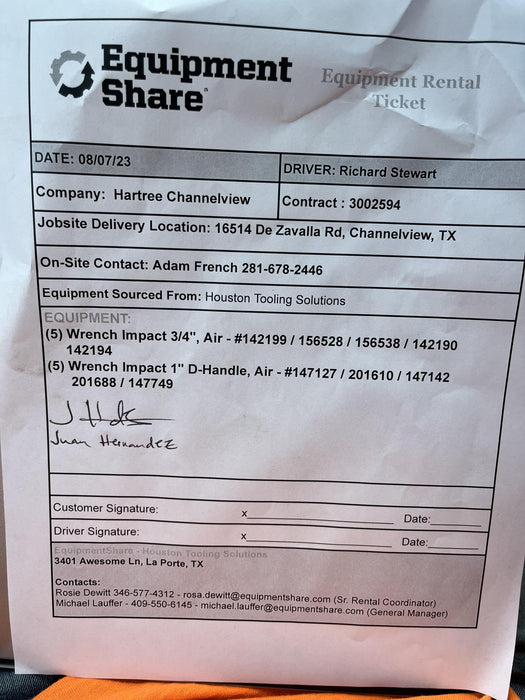 Equipment
Share
Equipment Rental
Ticket
DATE: 08/07/23
DRIVER: Richard Stewart
Company: Hartree Channelview
Contract : 3002594
Jobsite Delivery Location: 16514 De Zavalla Rd, Channelview, TX
On-Site Contact: Adam French 281-678-2446
Equipment Sourced From: Houston Tooling Solutions
EQUIPMENT:
(5) Wrench Impact 3/4", Air - #142199 / 156528 / 156538 / 142190
142194
(5) Wrench Impact 1" D-Handle, Air - #147127 / 201610 / 147142
201688 / 147749
Juan Hernandez
Customer Signature: x Date:
Driver Signature: x Date:
EquipmentShare - Houston Tooling Solutions
3401 Awesome Ln, La Porte, TX
Contacts:
Rosie Dewitt 346-577-4312 - rosa.dewitt@equipmentshare.com (Sr. Rental Coordinator)
Michael Lauffer - 409-550-6145 - michael.lauffer@equipmentshare.com (General Manager)